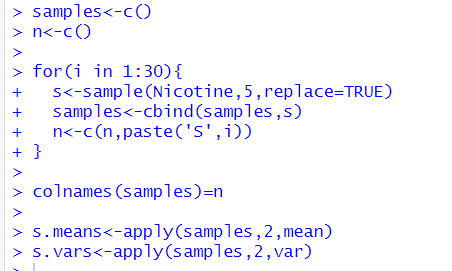 > samples<-c()
> n<-c()
>
> for(i in 1:30){
+   s<-sample(Nicotine,5,replace=TRUE)
+   samples<-cbind(samples,s)
+   n<-c(n,paste('S',i))
+ }
>
> colnames(samples)=n
>
> s.means<-apply(samples,2,mean)
> s.vars<-apply(samples,2,var)
>